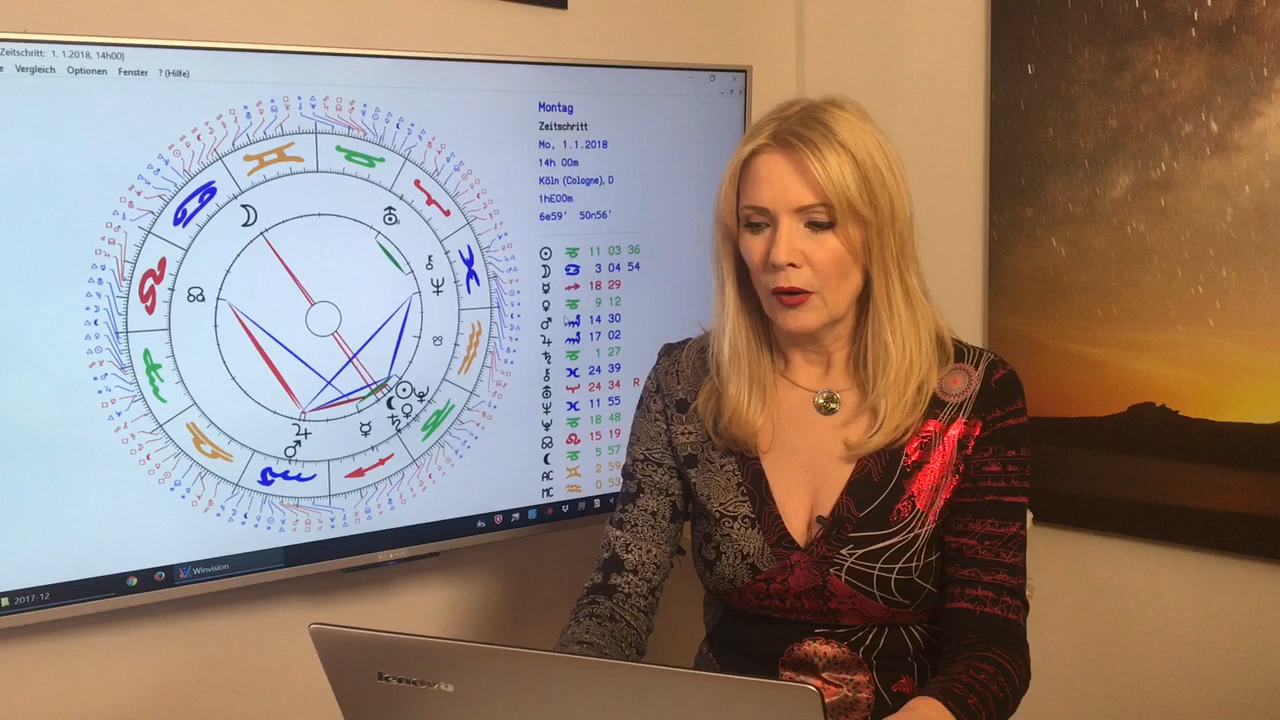 Zeitschritt: 1. 1.2018, 14h00]
Vergleich Optionen Fenster ? (Hilfe)
Montag
Zeitschritt
Mo, 1.1.2018
14h 00m
Köln (Cologne), D
1hE00m
6e59' 50n56'
11 03 36
3 04 54
18 29
9 12
14 30
17 02
1 27
24 39
24 34 R
11 55
18 48
15 19
5 57
AC 2 59
MC 0 53
Winvision
2017-12
lenovo